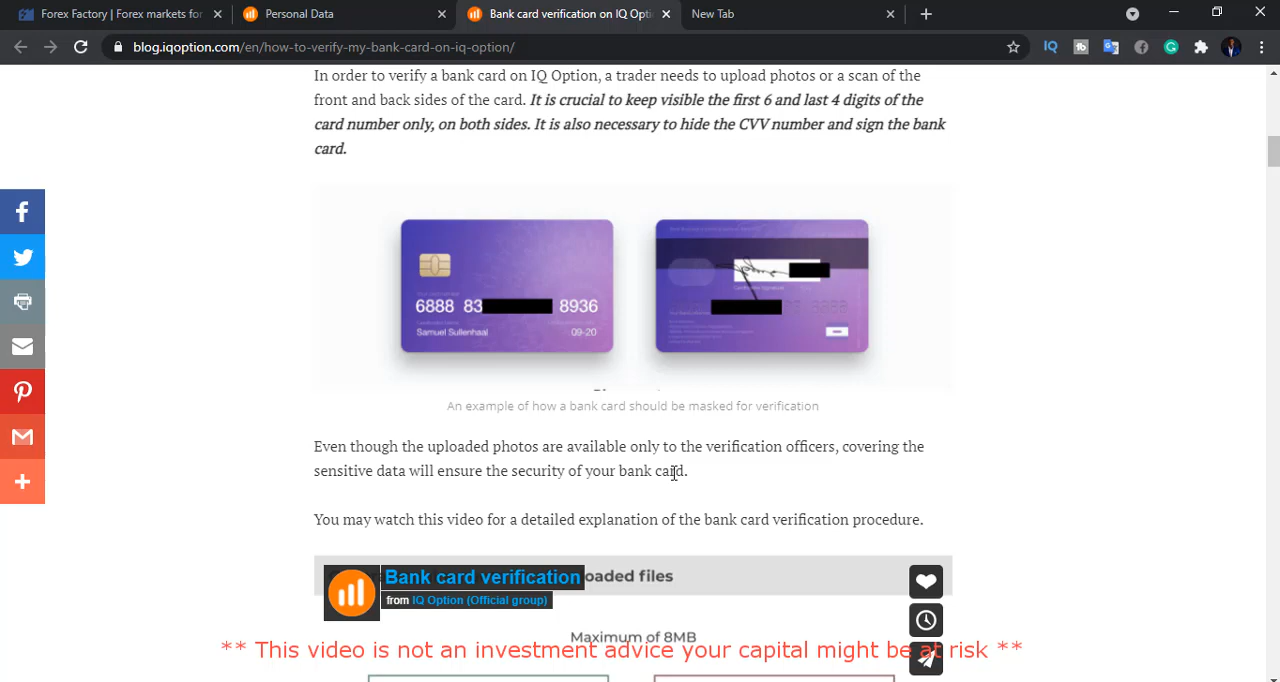 Forex Factory | Forex markets for
Personal Data
Bank card verification on IQ Opti
New Tab
blog.iqoption.com/en/how-to-verify-my-bank-card-on-iq-option/
In order to verify a bank card on IQ Option, a trader needs to upload photos or a scan of the
front and back sides of the card. It is crucial to keep visible the first 6 and last 4 digits of the
card number only, on both sides. It is also necessary to hide the CVV number and sign the bank
card.
6888 83 8936
Samuel Sullenhaal 09-20
An example of how a bank card should be masked for verification
Even though the uploaded photos are available only to the verification officers, covering the
sensitive data will ensure the security of your bank card.
You may watch this video for a detailed explanation of the bank card verification procedure.
Bank card verification oaded files
from IQ Option (Official group)
Maximum of 8MB
** This video is not an investment advice your capital might be at risk **